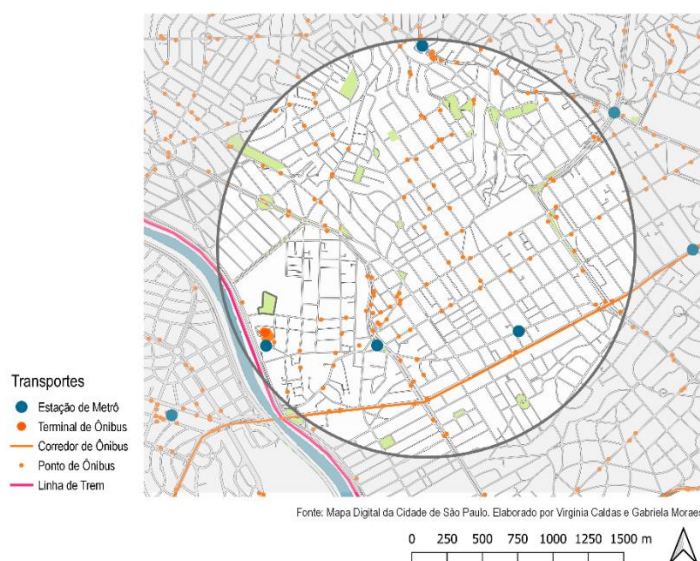 Transportes
Estação de Metrô
Terminal de Ônibus
Corredor de Ônibus
Ponto de Ônibus
Linha de Trem
Fonte: Mapa Digital da Cidade de São Paulo. Elaborado por Virginia Caldas e Gabriela Moraes
0 250 500 750 1000 1250 1500 m